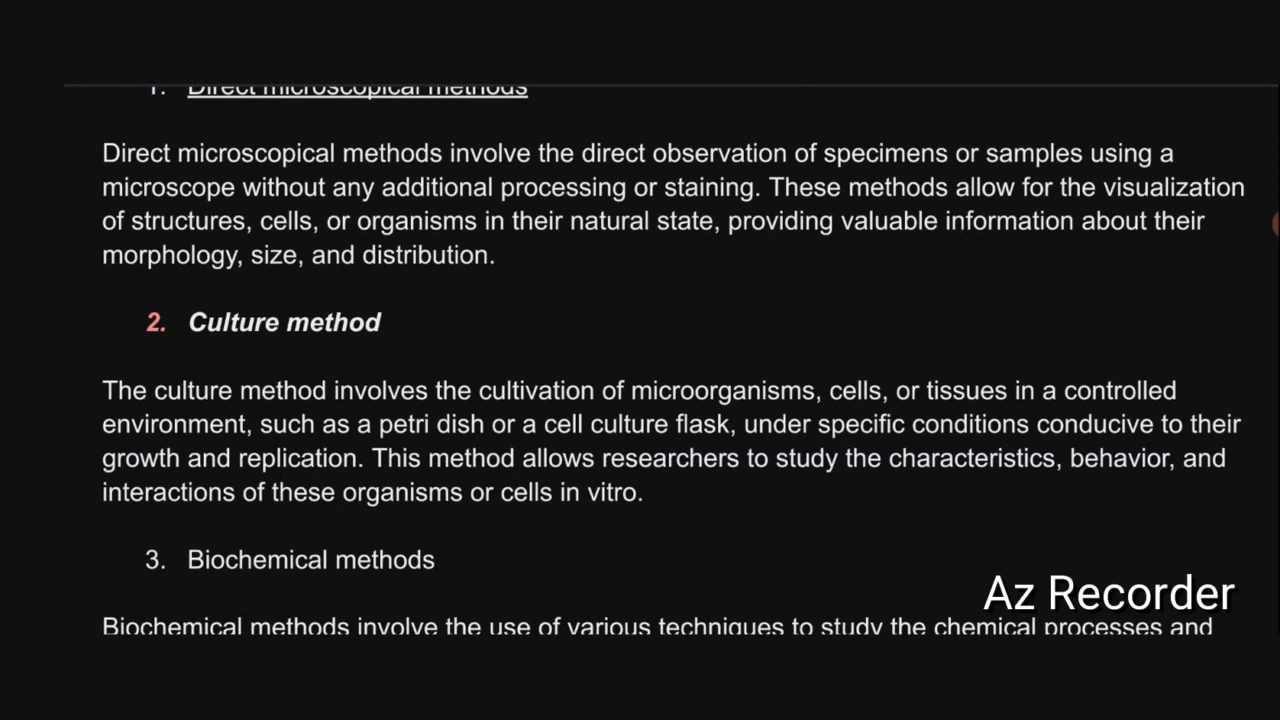 1. Direct microscopical methods
Direct microscopical methods involve the direct observation of specimens or samples using a
microscope without any additional processing or staining. These methods allow for the visualization
of structures, cells, or organisms in their natural state, providing valuable information about their
morphology, size, and distribution.
2. Culture method
The culture method involves the cultivation of microorganisms, cells, or tissues in a controlled
environment, such as a petri dish or a cell culture flask, under specific conditions conducive to their
growth and replication. This method allows researchers to study the characteristics, behavior, and
interactions of these organisms or cells in vitro.
3. Biochemical methods
Az Recorder
Biochemical methods involve the use of various techniques to study the chemical processes and